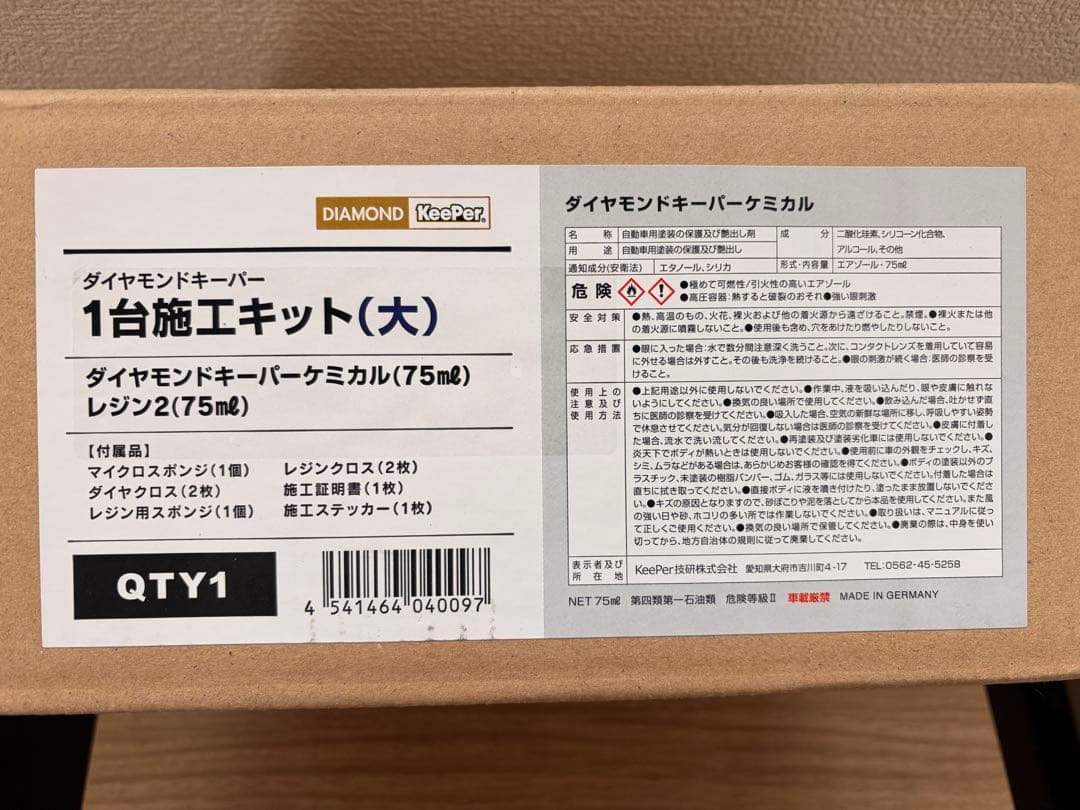 DIAMOND KeePer
ダイヤモンドキーパー
1台施工キット(大)
ダイヤモンドキーパーケミカル(75㎖)
レジン2(75㎖)
【付属品】
マイクロスポンジ(1個) レジンクロス(2枚)
ダイヤクロス(2枚) 施工証明書(1枚)
レジン用スポンジ(1個) 施工ステッカー(1枚)
QTY1
4 541464 040097
ダイヤモンドキーパーケミカル
名称 自動車用塗装の保護及び艶出し剤 成分 二酸化珪素、シリコーン化合物、
用途 自動車用塗装の保護及び艶出し アルコール、その他
通知成分(安衛法) エタノール、シリカ 形式・内容量 エアゾール・75㎖
危険 ●極めて可燃性/引火性の高いエアゾール
●高圧容器:熱すると破裂のおそれ●強い眼刺激
安全対策 ●熱、高温のもの、火花、裸火および他の着火源から遠ざけること。禁煙。●裸火または他
の着火源に噴霧しないこと。●使用後も含め、穴をあけたり燃やしたりしないこと。
応急措置 ●眼に入った場合:水で数分間注意深く洗うこと。次に、コンタクトレンズを着用していて容易
に外せる場合は外すこと。その後も洗浄を続けること。●眼の刺激が続く場合:医師の診察を受
けること。
使用上の ●上記用途以外に使用しないでください。●作業中、液を吸い込んだり、眼や皮膚に触れな
注意及び いようにしてください。●換気の良い場所で使用してください。●飲み込んだ場合、吐かせず直
使用方法 ちに医師の診察を受けてください。●吸入した場合、空気の新鮮な場所に移し、呼吸しやすい姿勢
で休息させてください。気分が回復しない場合は医師の診察を受けてください。●皮膚に付着し
た場合、流水で洗い流してください。●再塗装及び塗装劣化車には使用しないでください。●
炎天下でボディが熱いときは使用しないでください。●使用前に車の外観をチェックし、キズ、
シミ、ムラなどがある場合は、あらかじめお客様の確認を得てください。●ボディの塗装以外のプ
ラスチック、未塗装の樹脂バンパー、ゴム、ガラス等には使用しないでください。付着した場合は
直ちに拭き取ってください。●直接ボディに液を噴き付けたり、塗ったまま放置しないでくださ
い。●キズの原因となりますので、砂ぼこりや泥を落としてから本品を使用してください。また風
の強い日や砂、ホコリの多い所では作業しないでください。●取り扱いは、マニュアルに従っ
て正しくご使用ください。●換気の良い場所で保管してください。●廃棄の際は、中身を使い
切ってから、地方自治体の規則に従って廃棄してください。
表示者及び KeePer技研株式会社 愛知県大府市吉川町4-17 TEL:0562-45-5258
所在地
NET 75㎖ 第四類第一石油類 危険等級Ⅱ 車載厳禁 MADE IN GERMANY